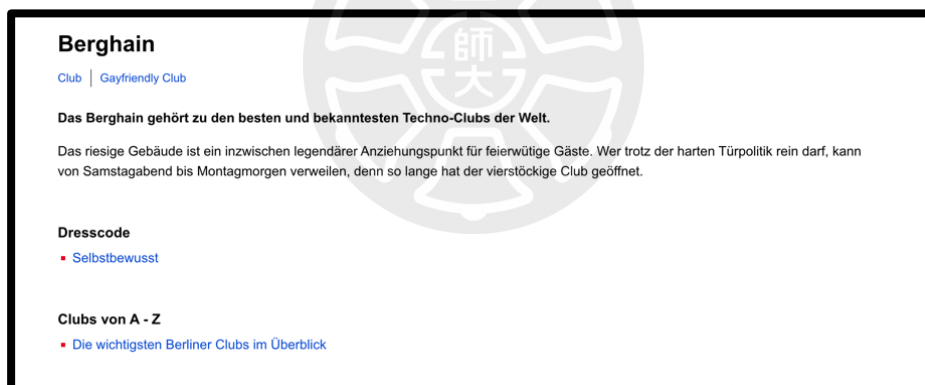 師
大
Berghain
Club | Gayfriendly Club
Das Berghain gehört zu den besten und bekanntesten Techno-Clubs der Welt.
Das riesige Gebäude ist ein inzwischen legendärer Anziehungspunkt für feierwütige Gäste. Wer trotz der harten Türpolitik rein darf, kann
von Samstagabend bis Montagmorgen verweilen, denn so lange hat der vierstöckige Club geöffnet.
Dresscode
Selbstbewusst
Clubs von A - Z
Die wichtigsten Berliner Clubs im Überblick